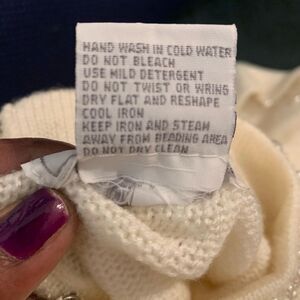 HAND WASH IN COLD WATER
DO NOT BLEACH
USE MILD DETERGENT
DO NOT TWIST OR WRING
DRY FLAT AND RESHAPE
COOL IRON
KEEP IRON AND STEAM
AWAY FROM BEADING AREA
DO NOT DRY CLEAN